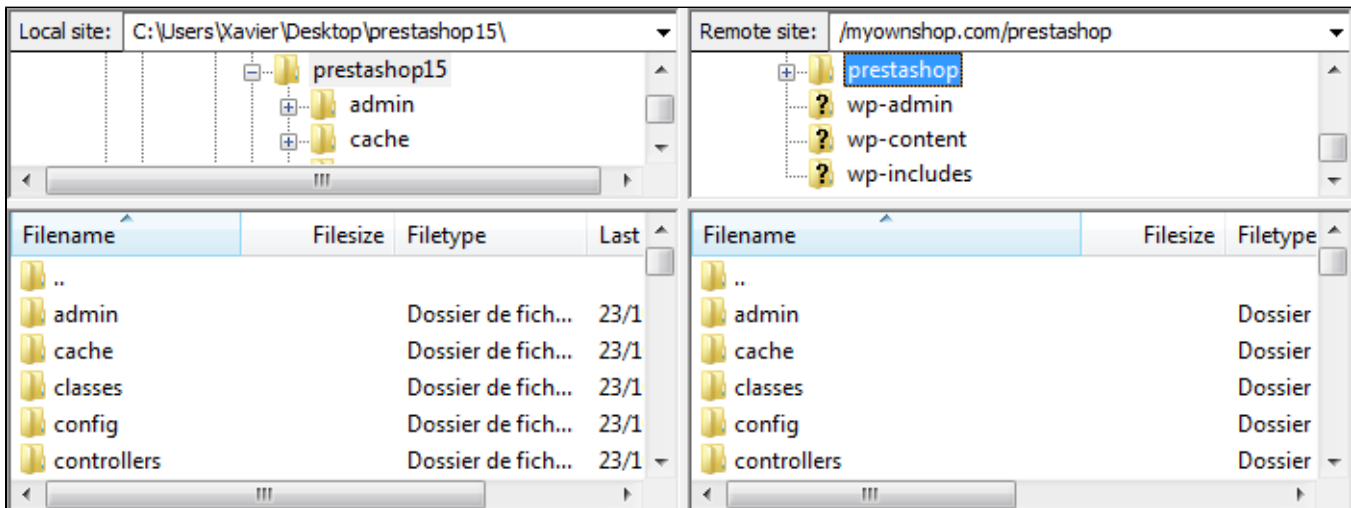 Local site: C:\Users\Xavier\Desktop\prestashop15\
prestashop15
admin
cache
Filename Filesize Filetype Last
..
admin Dossier de fich... 23/1
cache Dossier de fich... 23/1
classes Dossier de fich... 23/1
config Dossier de fich... 23/1
controllers Dossier de fich... 23/1
Remote site: /myownshop.com/prestashop
prestashop
? wp-admin
? wp-content
? wp-includes
Filename Filesize Filetype
..
admin Dossier
cache Dossier
classes Dossier
config Dossier
controllers Dossier